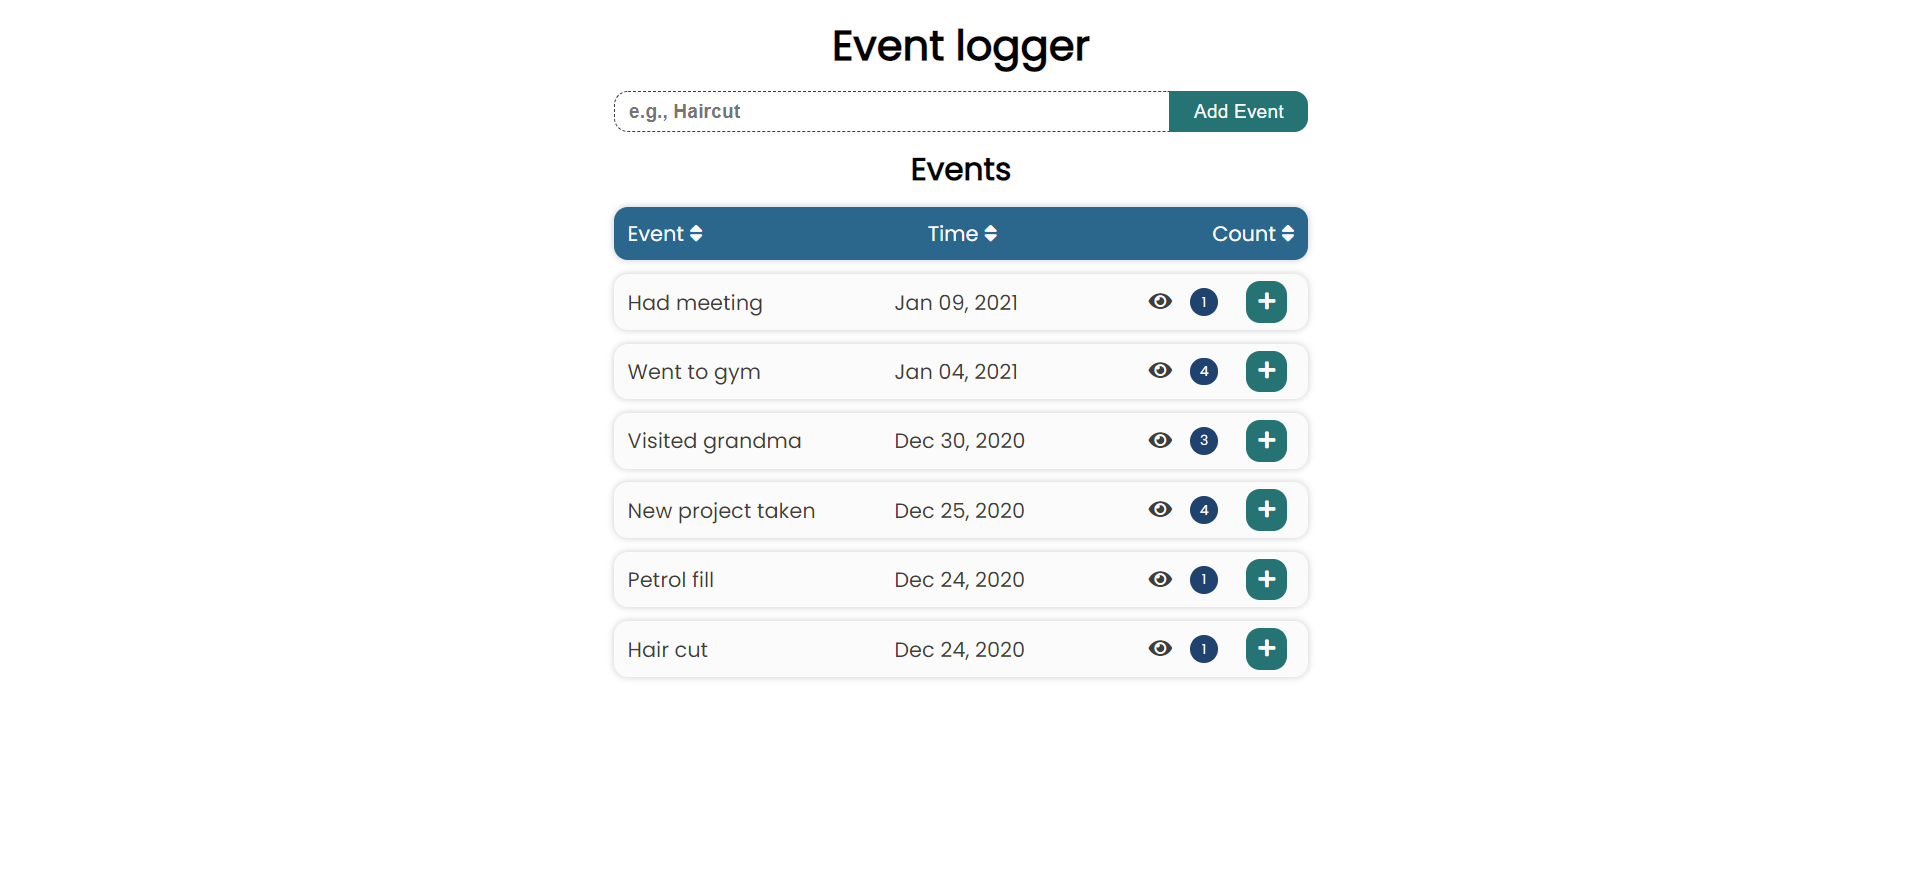 Event logger
e.g., Haircut Add Event
Events
Event Time Count
Had meeting Jan 09, 2021 1
Went to gym Jan 04, 2021 4
Visited grandma Dec 30, 2020 3
New project taken Dec 25, 2020 4
Petrol fill Dec 24, 2020 1
Hair cut Dec 24, 2020 1